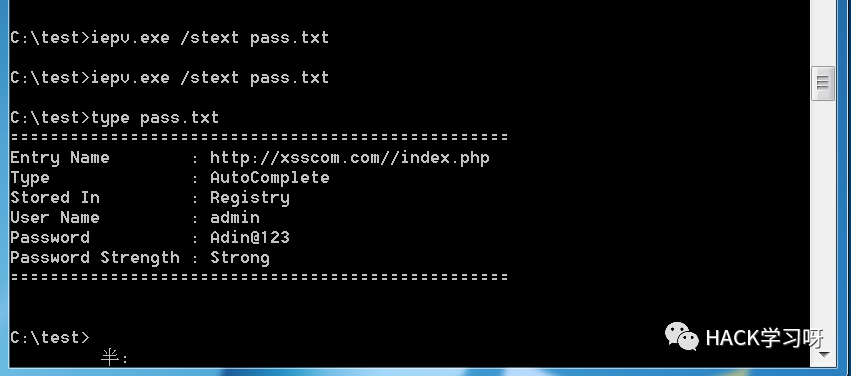 C:\test>iepv.exe /stext pass.txt
C:\test>iepv.exe /stext pass.txt
C:\test>type pass.txt
==================================================
Entry Name        : http://xsscom.com//index.php
Type              : AutoComplete
Stored In         : Registry
User Name         : admin
Password          : Adin@123
Password Strength : Strong
==================================================
C:\test>
半:
HACK学习呀